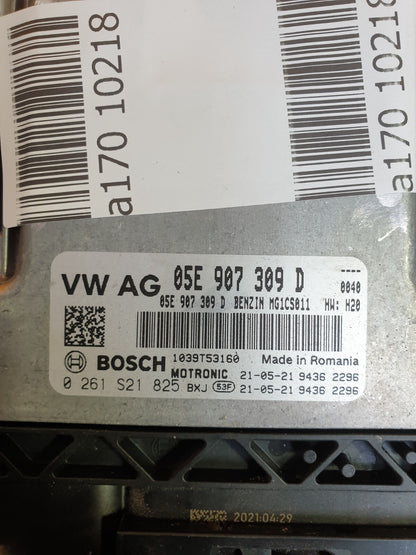 a170 10218
a170 10218
VW AG 05E 907 309 D ----
0040
05E 907 309 D BENZIN MG1CS011 HW: H20
BOSCH 1039T53160 Made in Romania
MOTRONIC 21-05-21 9436 2296
0 261 S21 825 BXJ 53F 21-05-21 9436 2296
2021:04:29